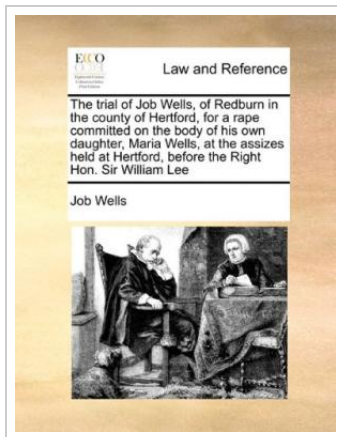 ECCO
Law and Reference
The trial of Job Wells, of Redburn in
the county of Hertford, for a rape
committed on the body of his own
daughter, Maria Wells, at the assizes
held at Hertford, before the Right
Hon. Sir William Lee
Job Wells